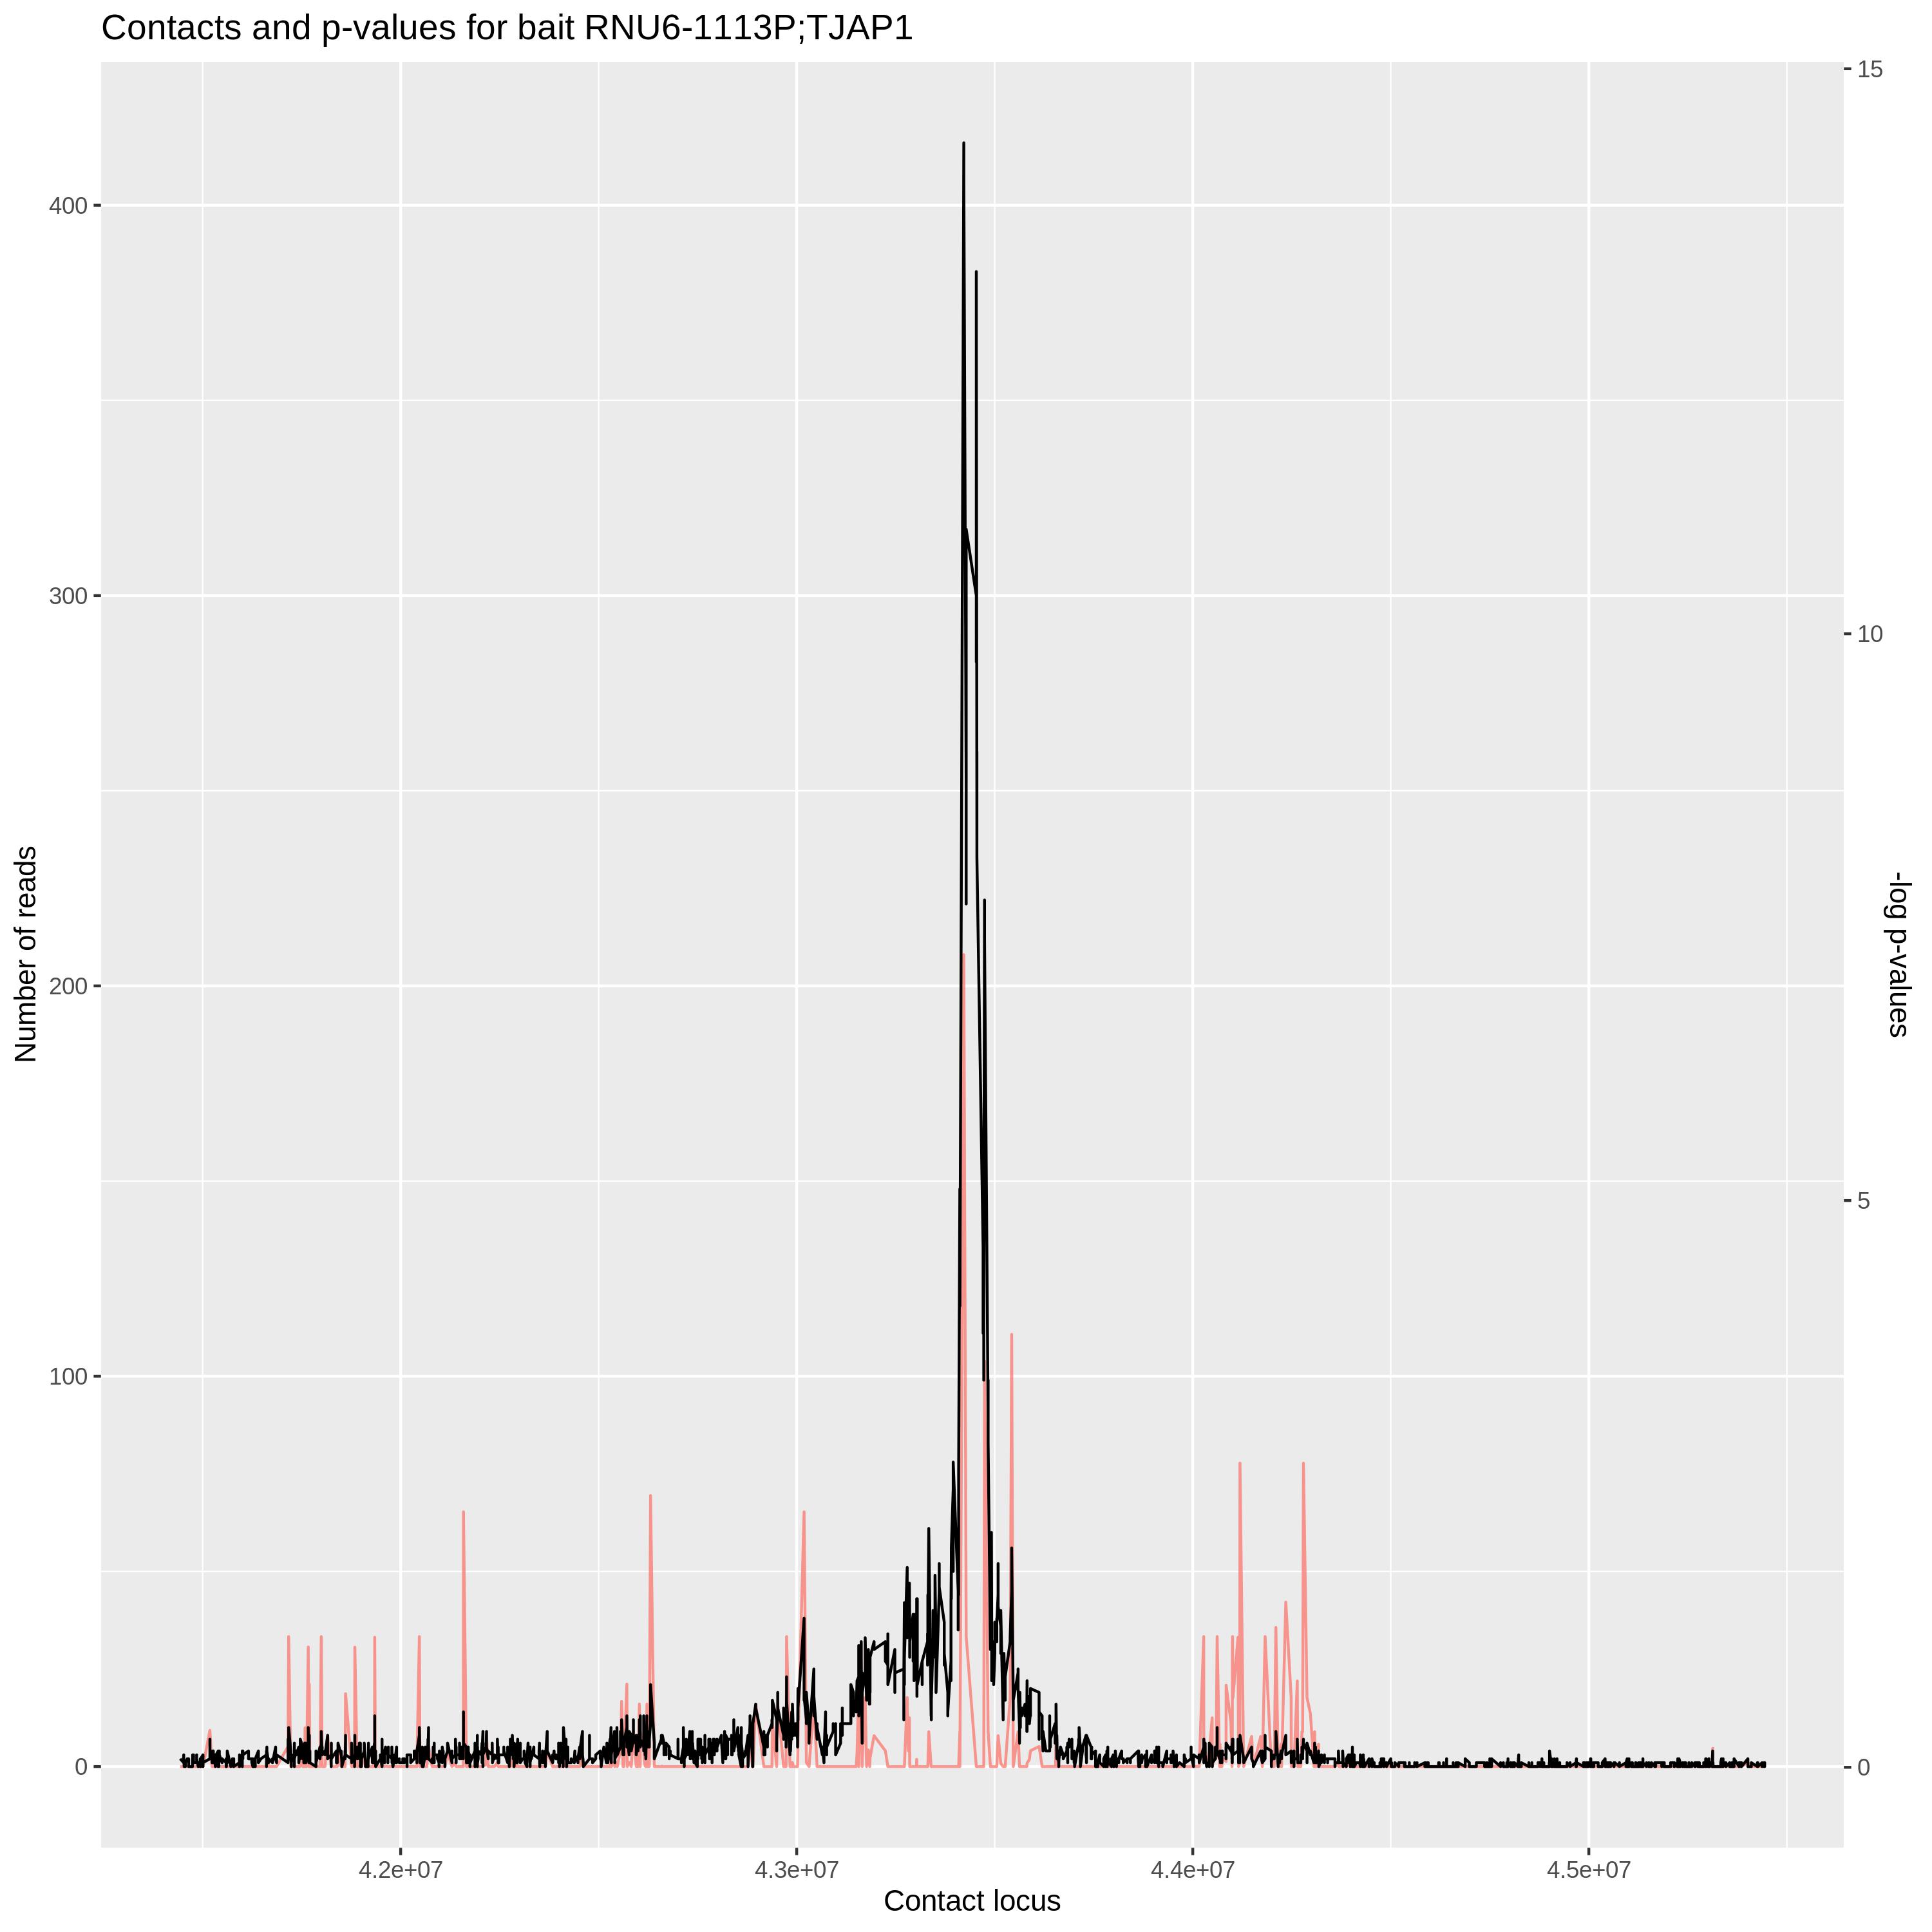 Contacts and p-values for bait RNU6-1113P;TJAP1
400
300
200
100
0
15
10
5
0
4.2e+07
4.3e+07
4.4e+07
4.5e+07
Number of reads
-log p-values
Contact locus